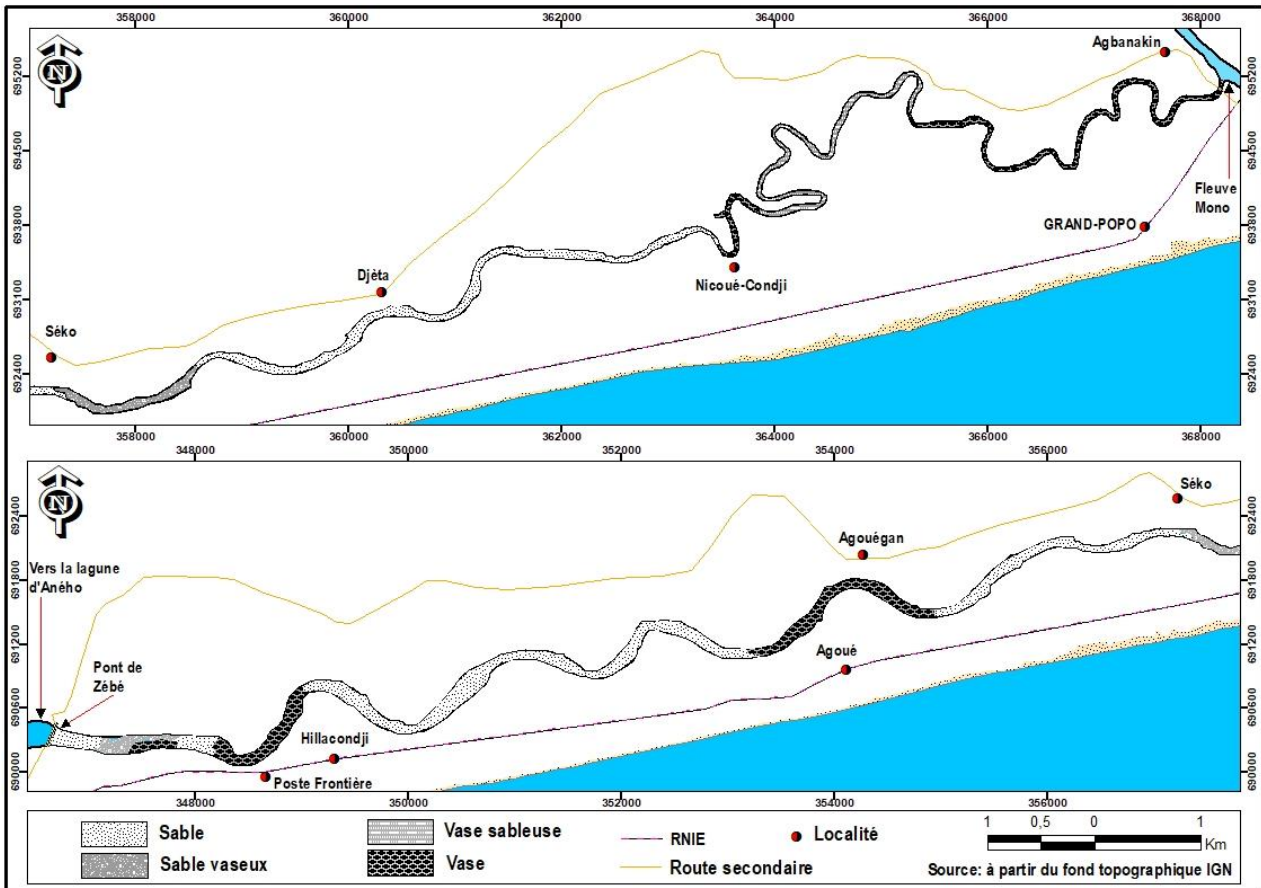 358000 360000 362000 364000 366000 368000
N
Agbanakin
695200 695200
694500 694500
Fleuve
Mono
693800 693800
GRAND-POPO
Nicoué-Condji
Djèta
693100 693100
Séko
692400 692400
358000 360000 362000 364000 366000 368000
348000 350000 352000 354000 356000
N
Séko
692400 692400
Agouégan
Vers la lagune
d'Aného
691800 691800
691200 691200
Agoué
Pont de
Zébé
690600 690600
Hillacondji
690000 690000
Poste Frontière
348000 350000 352000 354000 356000
Sable
Sable vaseux
Vase sableuse
Vase
RNIE
Route secondaire
Localité
1 0,5 0 1
Km
Source: à partir du fond topographique IGN